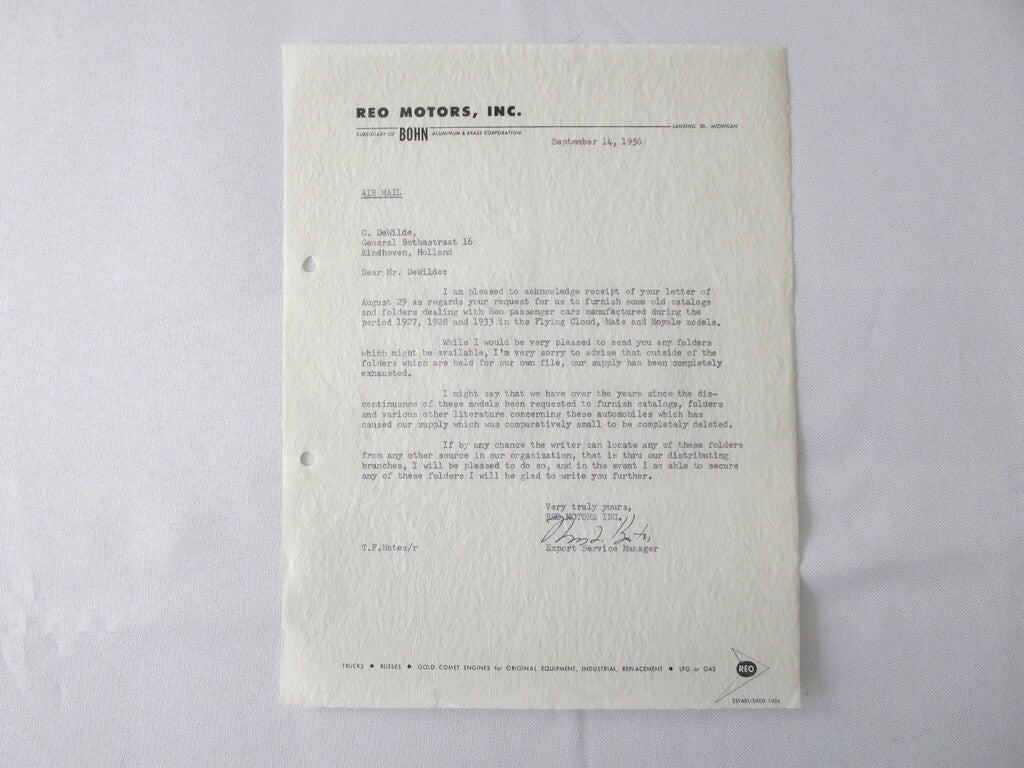 REO MOTORS, INC.
SUBSIDIARY OF BOHN ALUMINUM & BRASS CORPORATION
LANSING 20, MICHIGAN
September 14, 1956
AIR MAIL
C. DeWilde,
General Bothastraat 16
Eindhoven, Holland
Dear Mr. DeWilde:
I am pleased to acknowledge receipt of your letter of
August 29 as regards your request for us to furnish some old catalogs
and folders dealing with Reo passenger cars manufactured during the
period 1927, 1928 and 1933 in the Flying Cloud, Mate and Royale models.
While I would be very pleased to send you any folders
which might be available, I'm very sorry to advise that outside of the
folders which are held for our own file, our supply has been completely
exhausted.
I might say that we have over the years since the dis-
continuance of these models been requested to furnish catalogs, folders
and various other literature concerning these automobiles which has
caused our supply which was comparatively small to be completely deleted.
If by any chance the writer can locate any of these folders
from any other source in our organization, that is thru our distributing
branches, I will be pleased to do so, and in the event I am able to secure
any of these folders I will be glad to write you further.
Very truly yours,
REO MOTORS INC.
T.F.Bates/r
Export Service Manager
TRUCKS • BUSSES • GOLD COMET ENGINES for ORIGINAL EQUIPMENT, INDUSTRIAL, REPLACEMENT • LPG or GAS
REO
ESTABLISHED 1904